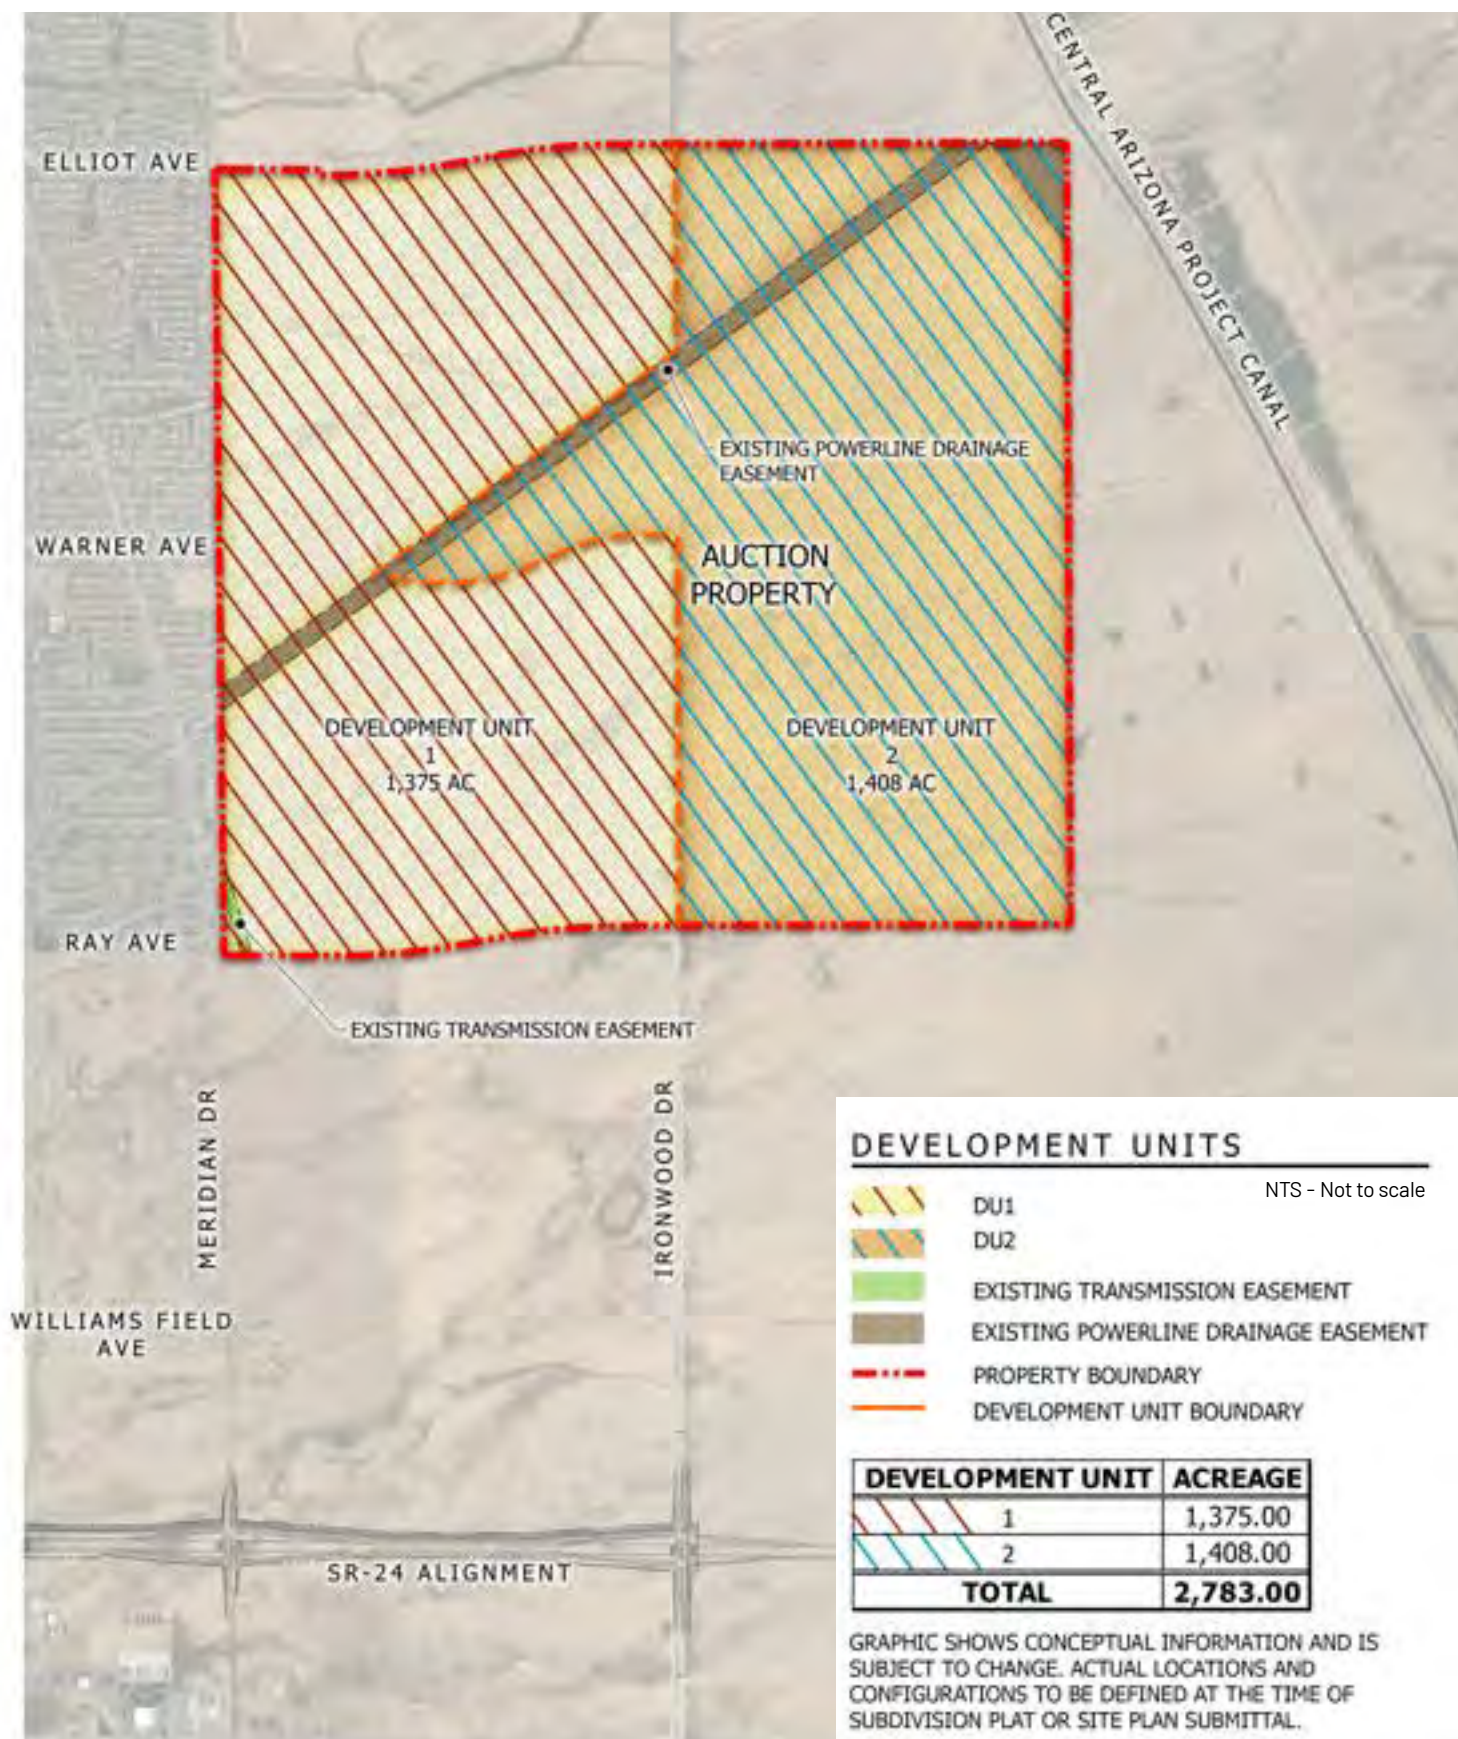 CENTRAL ARIZONA PROJECT CANAL
ELLIOT AVE
EXISTING POWERLINE DRAINAGE
EASEMENT
WARNER AVE
AUCTION
PROPERTY
DEVELOPMENT UNIT
1
1,375 AC
DEVELOPMENT UNIT
2
1,408 AC
RAY AVE
EXISTING TRANSMISSION EASEMENT
MERIDIAN DR
IRONWOOD DR
WILLIAMS FIELD
AVE
SR-24 ALIGNMENT
DEVELOPMENT UNITS
NTS - Not to scale
DU1
DU2
EXISTING TRANSMISSION EASEMENT
EXISTING POWERLINE DRAINAGE EASEMENT
PROPERTY BOUNDARY
DEVELOPMENT UNIT BOUNDARY
DEVELOPMENT UNIT ACREAGE
1 1,375.00
2 1,408.00
TOTAL 2,783.00
GRAPHIC SHOWS CONCEPTUAL INFORMATION AND IS
SUBJECT TO CHANGE. ACTUAL LOCATIONS AND
CONFIGURATIONS TO BE DEFINED AT THE TIME OF
SUBDIVISION PLAT OR SITE PLAN SUBMITTAL.